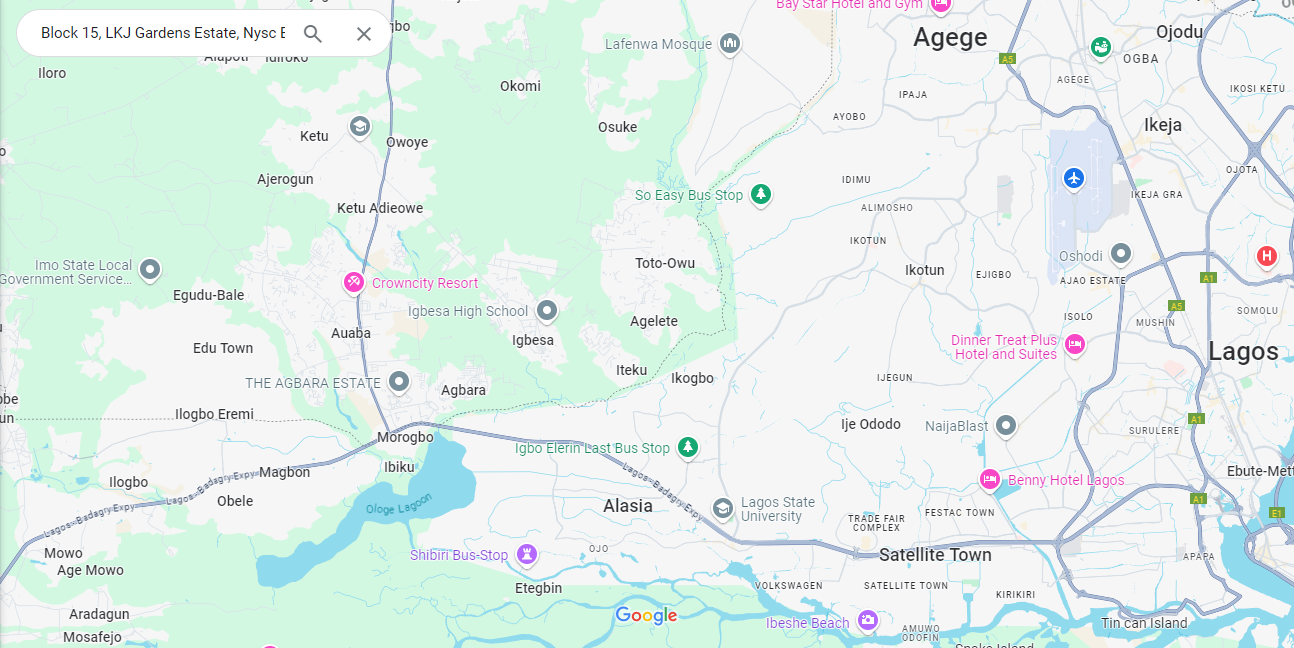 Block 15, LKJ Gardens Estate, Nysc
Bay Star Hotel and Gym
Agege
Ojodu
Lafenwa Mosque
A5
OGBA
Iloro
Idiroko
AGEGE
Okomi
IPAJA
IKOSI KETU
AYOBO
Osuke
Ikeja
Ketu
Owoye
OJOTA
Ajerogun
IDIMU
So Easy Bus Stop
IKEJA GRA
Ketu Adieowe
ALIMOSHO
IKOTUN
Oshodi
Imo State Local
Government Service...
Toto-Owu
Ikotun
EJIGBO
A1
Crowncity Resort
AJAO ESTATE
Egudu-Bale
A5
Igbesa High School
SOMOLU
Agelete
ISOLO
MUSHIN
Auaba
Igbesa
Dinner Treat Plus
Hotel and Suites
Edu Town
Lagos
Iteku
Ikogbo
IJEGUN
THE AGBARA ESTATE
Agbara
Ilogbo Eremi
A1
Ije Ododo
NaijaBlast
SURULERE
Morogbo
Igbo Elerin Last Bus Stop
Ibiku
Magbon
Lagos-Badagry Expy
Ebute-Mett
Ilogbo
Lagos-Badagry Expy
Benny Hotel Lagos
Obele
A1
Ologe Lagoon
Alasia
Lagos State
University
FESTAC TOWN
E1
TRADE FAIR
COMPLEX
Lagos-Badagry Expy
OJO
Mowo
Shibiri Bus-Stop
Satellite Town
APAPA
Age Mowo
Etegbin
VOLKSWAGEN
SATELLITE TOWN
KIRIKIRI
Aradagun
Google
Ibeshe Beach
Tin can Island
AMUWO
ODOFIN
Mosafejo